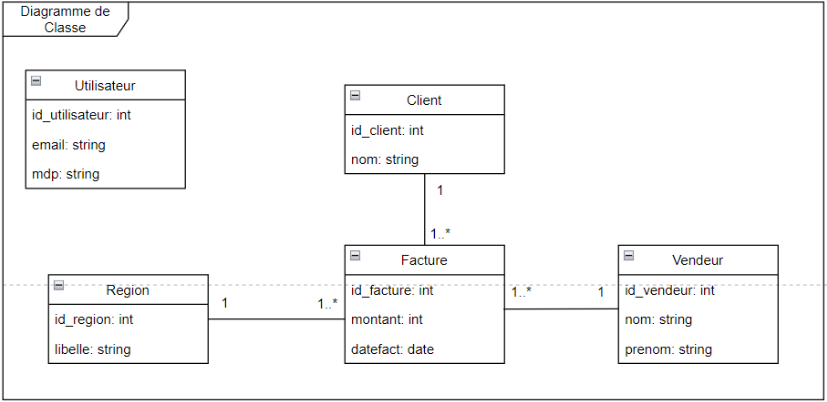 Diagramme de
Classe
Utilisateur
id_utilisateur: int
email: string
mdp: string
Client
id_client: int
nom: string
1
1..*
Region
id_region: int
libelle: string
1
1..*
Facture
id_facture: int
montant: int
datefact: date
1..*
1
Vendeur
id_vendeur: int
nom: string
prenom: string